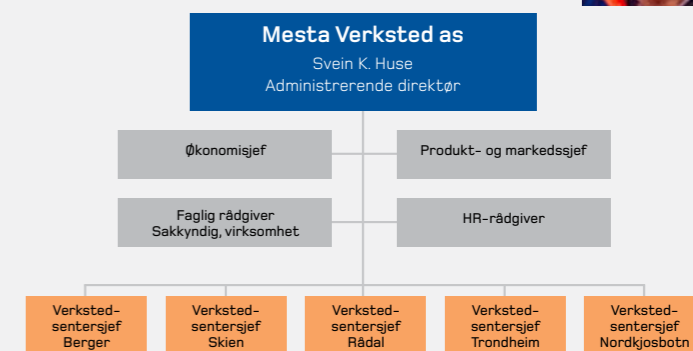 Mesta Verksted as
Svein K. Huse
Administrerende direktør
Økonomisjef
Produkt- og markedssjef
Faglig rådgiver
Sakkyndig, virksomhet
HR-rådgiver
Verksted-
sentersjef
Berger
Verksted-
sentersjef
Skien
Verksted-
sentersjef
Rådal
Verksted-
sentersjef
Trondheim
Verksted-
sentersjef
Nordkjosbotn